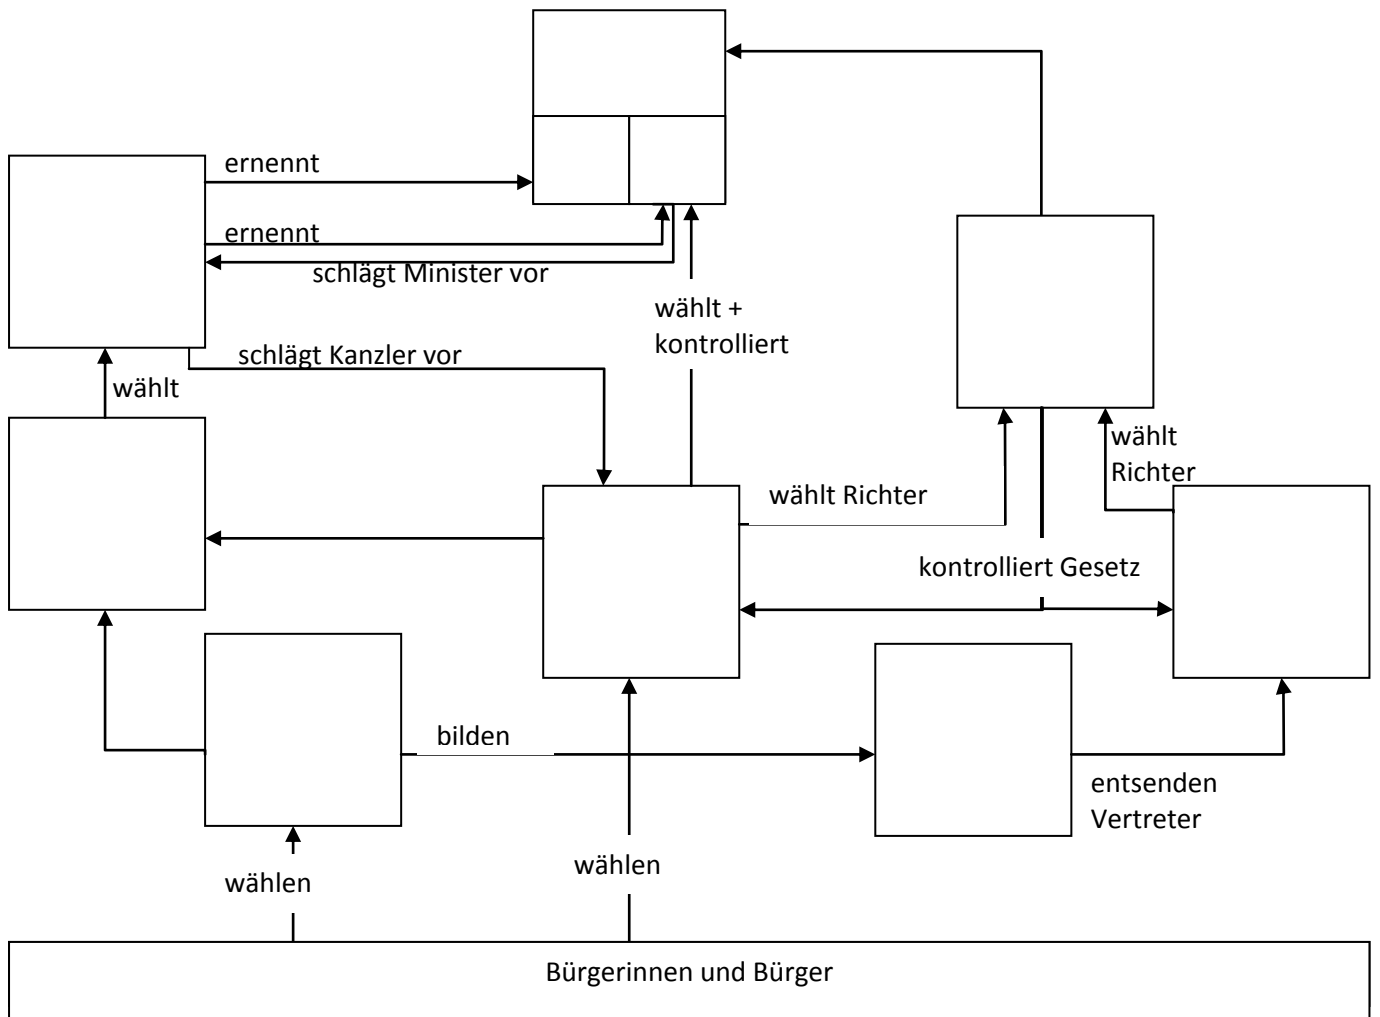 ernennt
ernennt
schlägt Minister vor
wählt +
kontrolliert
schlägt Kanzler vor
wählt
wählt
Richter
wählt Richter
kontrolliert Gesetz
bilden
entsenden
Vertreter
wählen
wählen
Bürgerinnen und Bürger